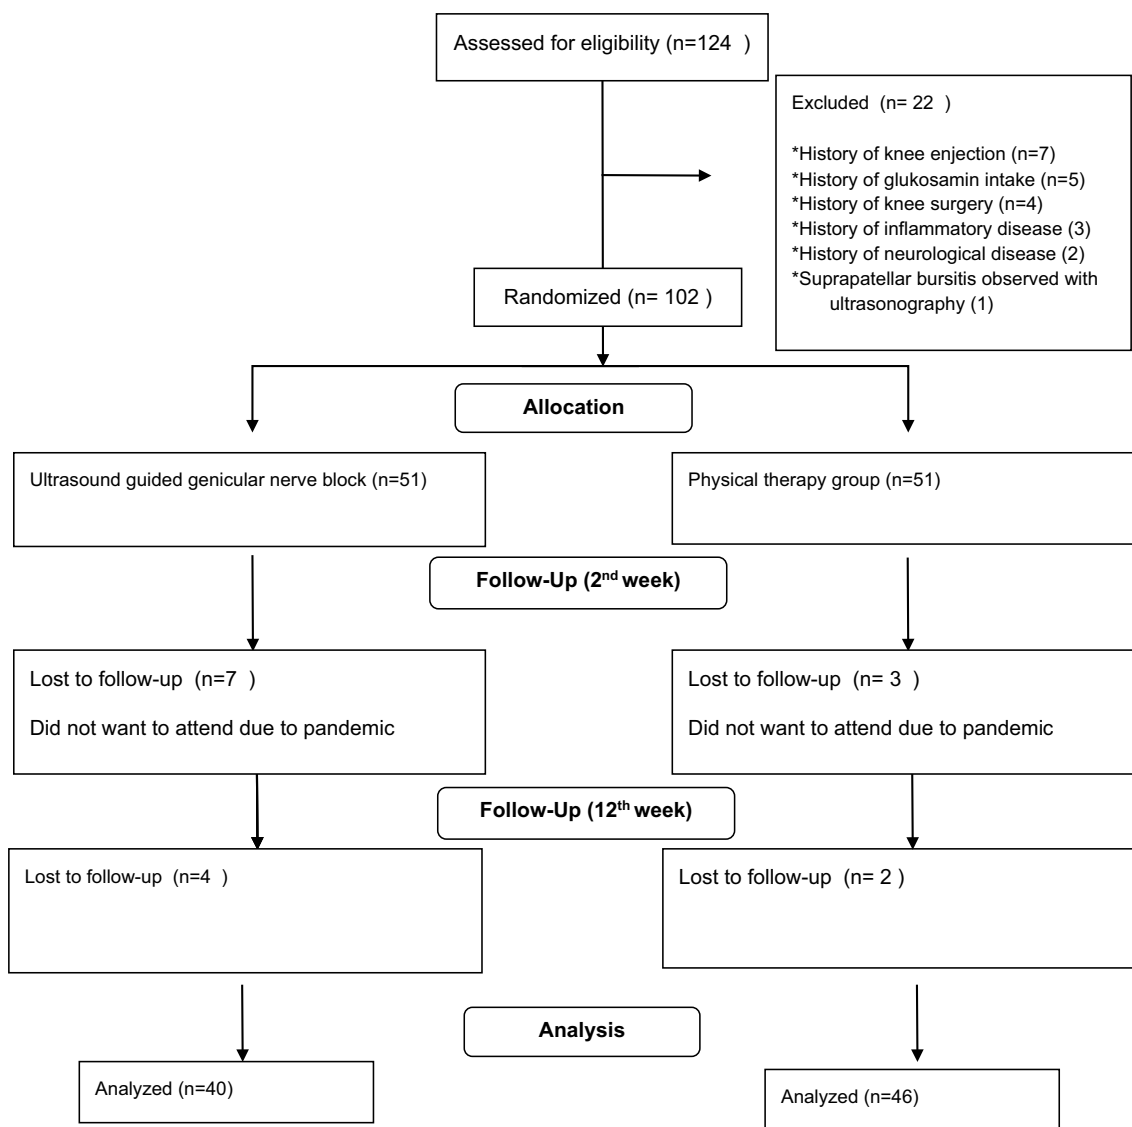 Assessed for eligibility (n=124  )
Excluded  (n= 22  )
*History of knee enjection (n=7)
*History of glukosamin intake (n=5)
*History of knee surgery (n=4)
*History of inflammatory disease (3)
*History of neurological disease (2)
*Suprapatellar bursitis observed with
ultrasonography (1)
Randomized (n= 102 )
Allocation
Ultrasound guided genicular nerve block (n=51)
Physical therapy group (n=51)
Follow-Up (2nd week)
Lost to follow-up  (n=7  )
Did not want to attend due to pandemic
Lost to follow-up  (n= 3  )
Did not want to attend due to pandemic
Follow-Up (12th week)
Lost to follow-up  (n=4  )
Lost to follow-up  (n= 2 )
Analysis
Analyzed (n=40)
Analyzed (n=46)